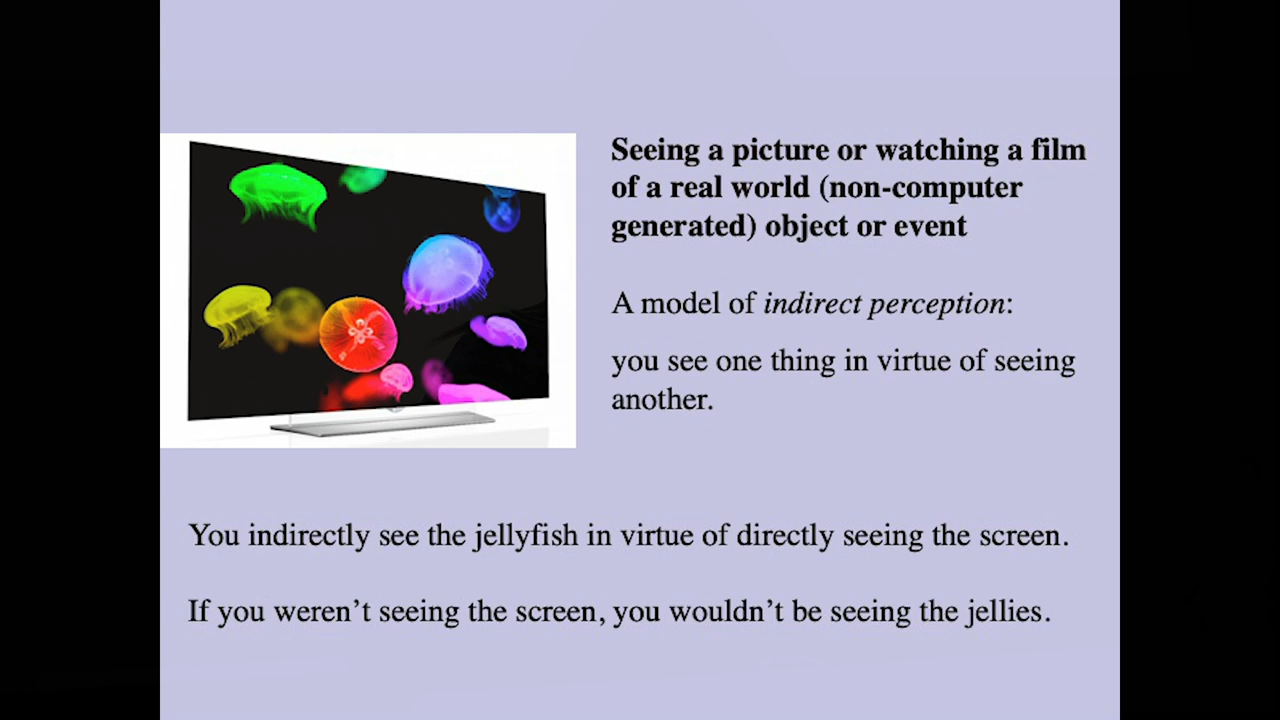 Seeing a picture or watching a film
of a real world (non-computer
generated) object or event
A model of indirect perception:
you see one thing in virtue of seeing
another.
You indirectly see the jellyfish in virtue of directly seeing the screen.
If you weren’t seeing the screen, you wouldn’t be seeing the jellies.